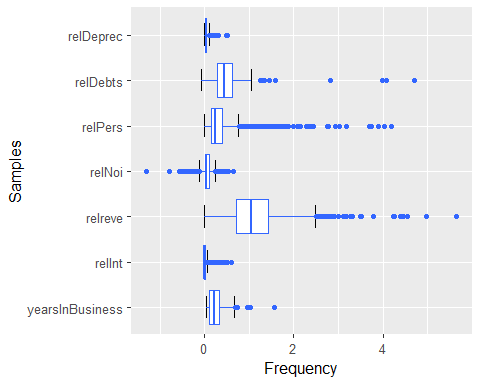 relDeprec
relDebts
relPers
relNoi
relreve
relInt
yearsInBusiness
Samples
0
2
4
Frequency